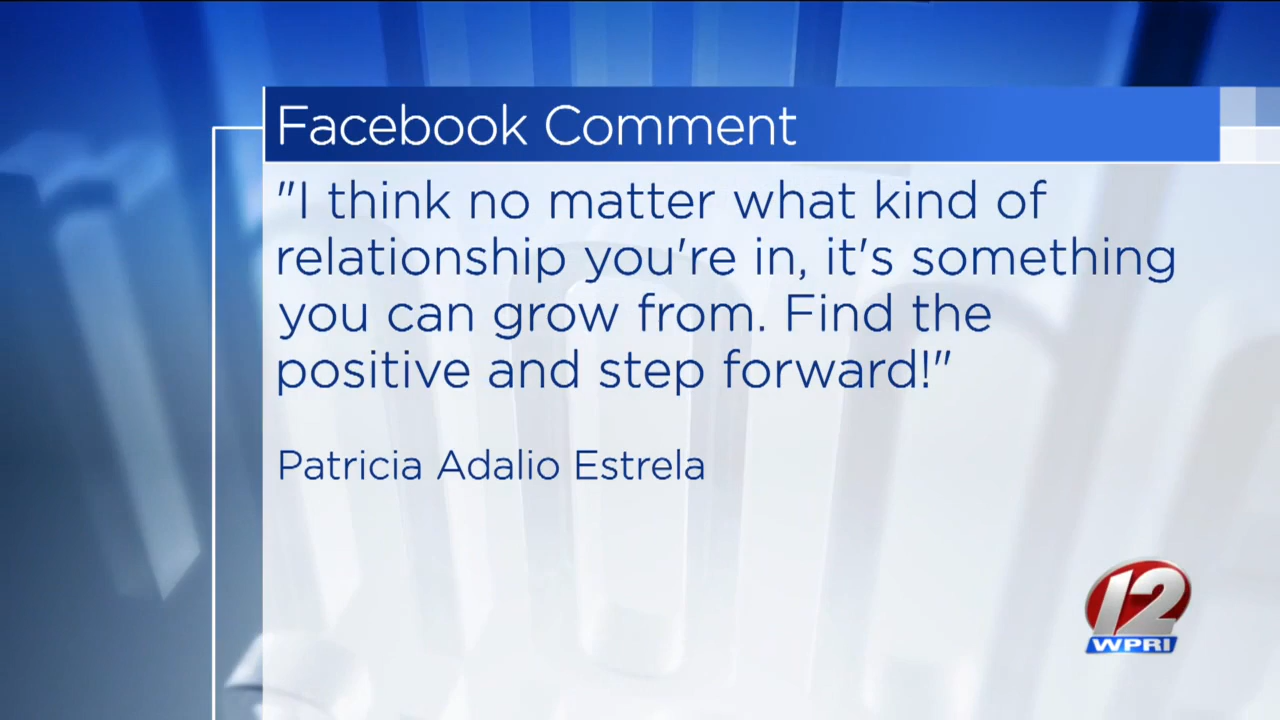 Facebook Comment
"I think no matter what kind of
relationship you're in, it's something
you can grow from. Find the
positive and step forward!"
Patricia Adalio Estrela
12
WPRI